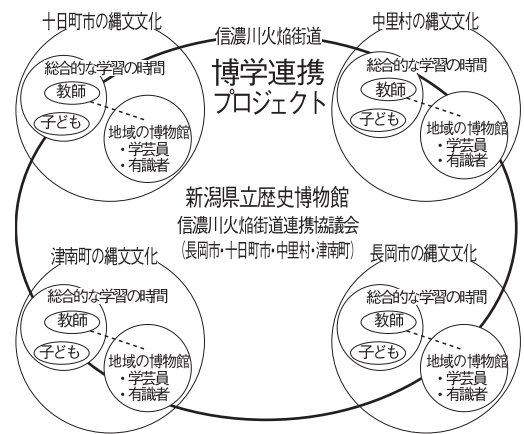 十日町市の縄文文化
信濃川火焔街道
中里村の縄文文化
総合的な学習の時間
教師
子ども
地域の博物館
・学芸員
・有識者
博学連携
プロジェクト
総合的な学習の時間
教師
子ども
地域の博物館
・学芸員
・有識者
新潟県立歴史博物館
信濃川火焔街道連携協議会
(長岡市・十日町市・中里村・津南町)
津南町の縄文文化
総合的な学習の時間
教師
子ども
地域の博物館
・学芸員
・有識者
長岡市の縄文文化
総合的な学習の時間
教師
子ども
地域の博物館
・学芸員
・有識者